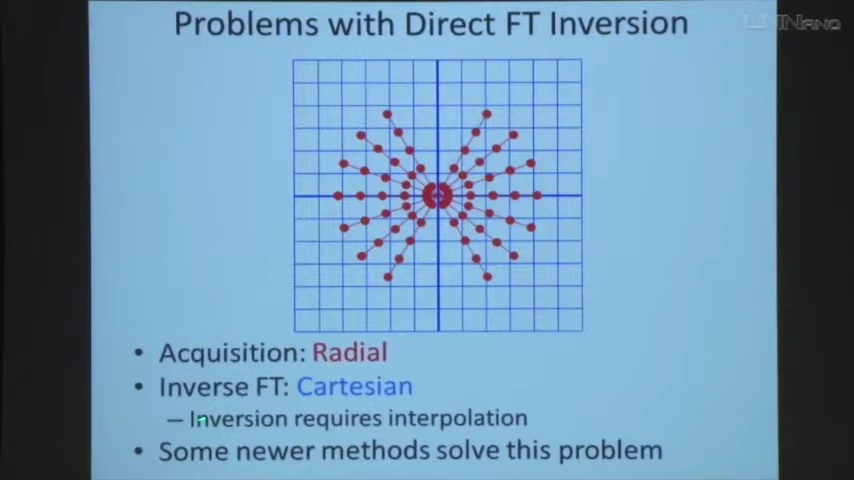 Problems with Direct FT Inversion
• Acquisition: Radial
• Inverse FT: Cartesian
– Inversion requires interpolation
• Some newer methods solve this problem